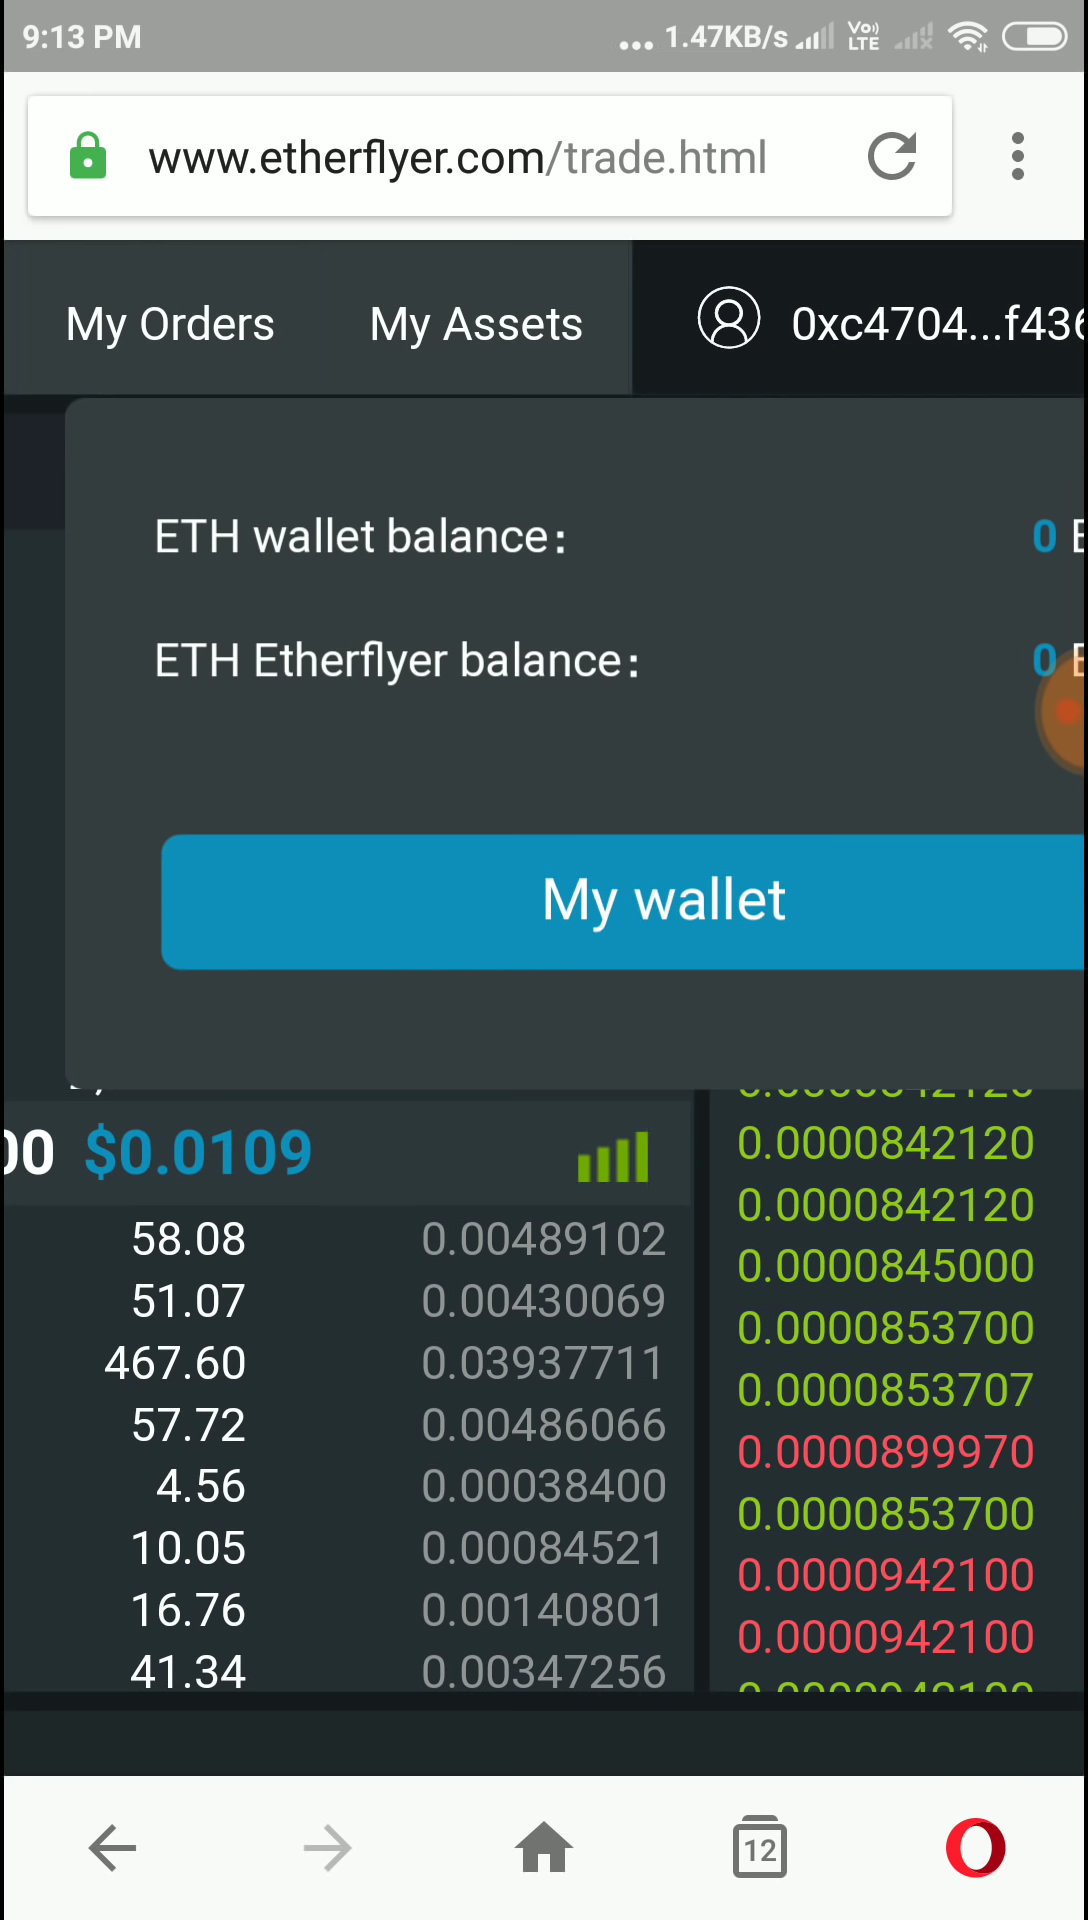 9:13 PM
... 1.47KB/s Vo)) LTE
www.etherflyer.com/trade.html
My Orders My Assets 0xc4704...f436
ETH wallet balance: 0
ETH Etherflyer balance: 0
My wallet
00 $0.0109
0.0000842120
0.0000842120
58.08 0.00489102
0.0000845000
51.07 0.00430069
0.0000853700
467.60 0.03937711
0.0000853707
57.72 0.00486066
0.0000899970
4.56 0.00038400
0.0000853700
10.05 0.00084521
0.0000942100
16.76 0.00140801
0.0000942100
41.34 0.00347256
12